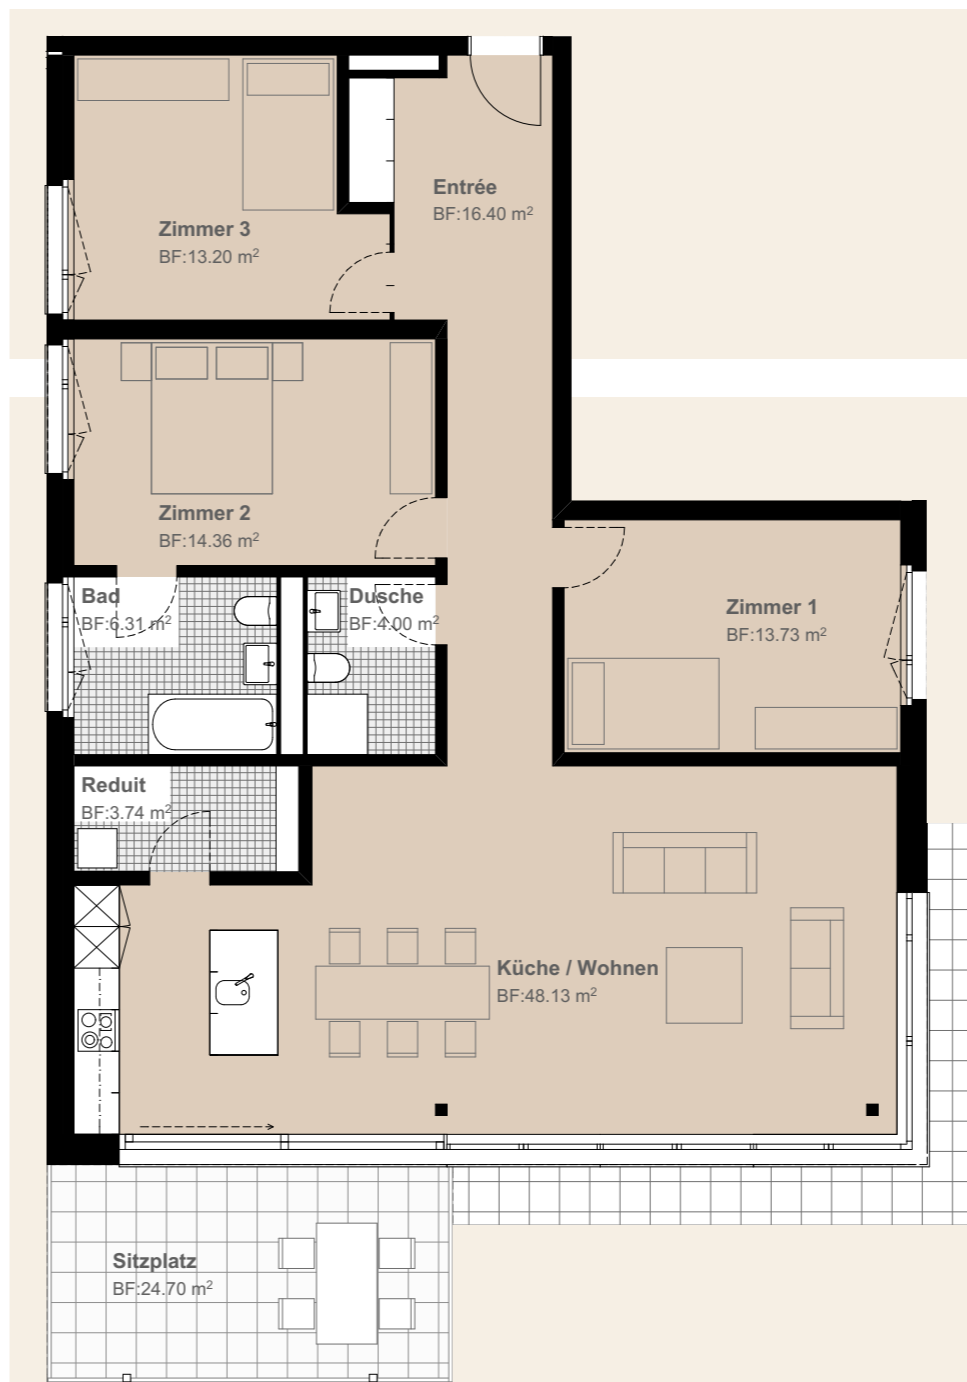 Entrée
BF:16.40 m²
Zimmer 3
BF:13.20 m²
Zimmer 2
BF:14.36 m²
Bad
BF:6.31 m²
Dusche
BF:4.00 m²
Zimmer 1
BF:13.73 m²
Reduit
BF:3.74 m²
Küche / Wohnen
BF:48.13 m²
Sitzplatz
BF:24.70 m²